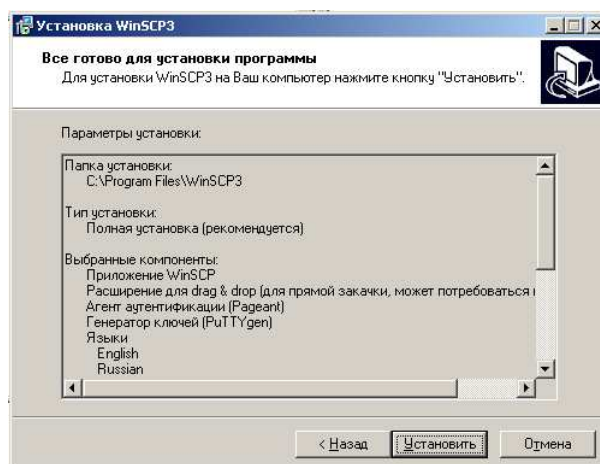 Установка WinSCP3
Все готово для установки программы
Для установки WinSCP3 на Ваш компьютер нажмите кнопку "Установить".
Параметры установки:
Папка установки:
C:\Program Files\WinSCP3
Тип установки:
Полная установка (рекомендуется)
Выбранные компоненты:
Приложение WinSCP
Расширение для drag & drop (для прямой закачки, может потребоваться
Агент аутентификации (Pageant)
Генератор ключей (PuTTYgen)
Языки
English
Russian
< Назад
Установить
Отмена